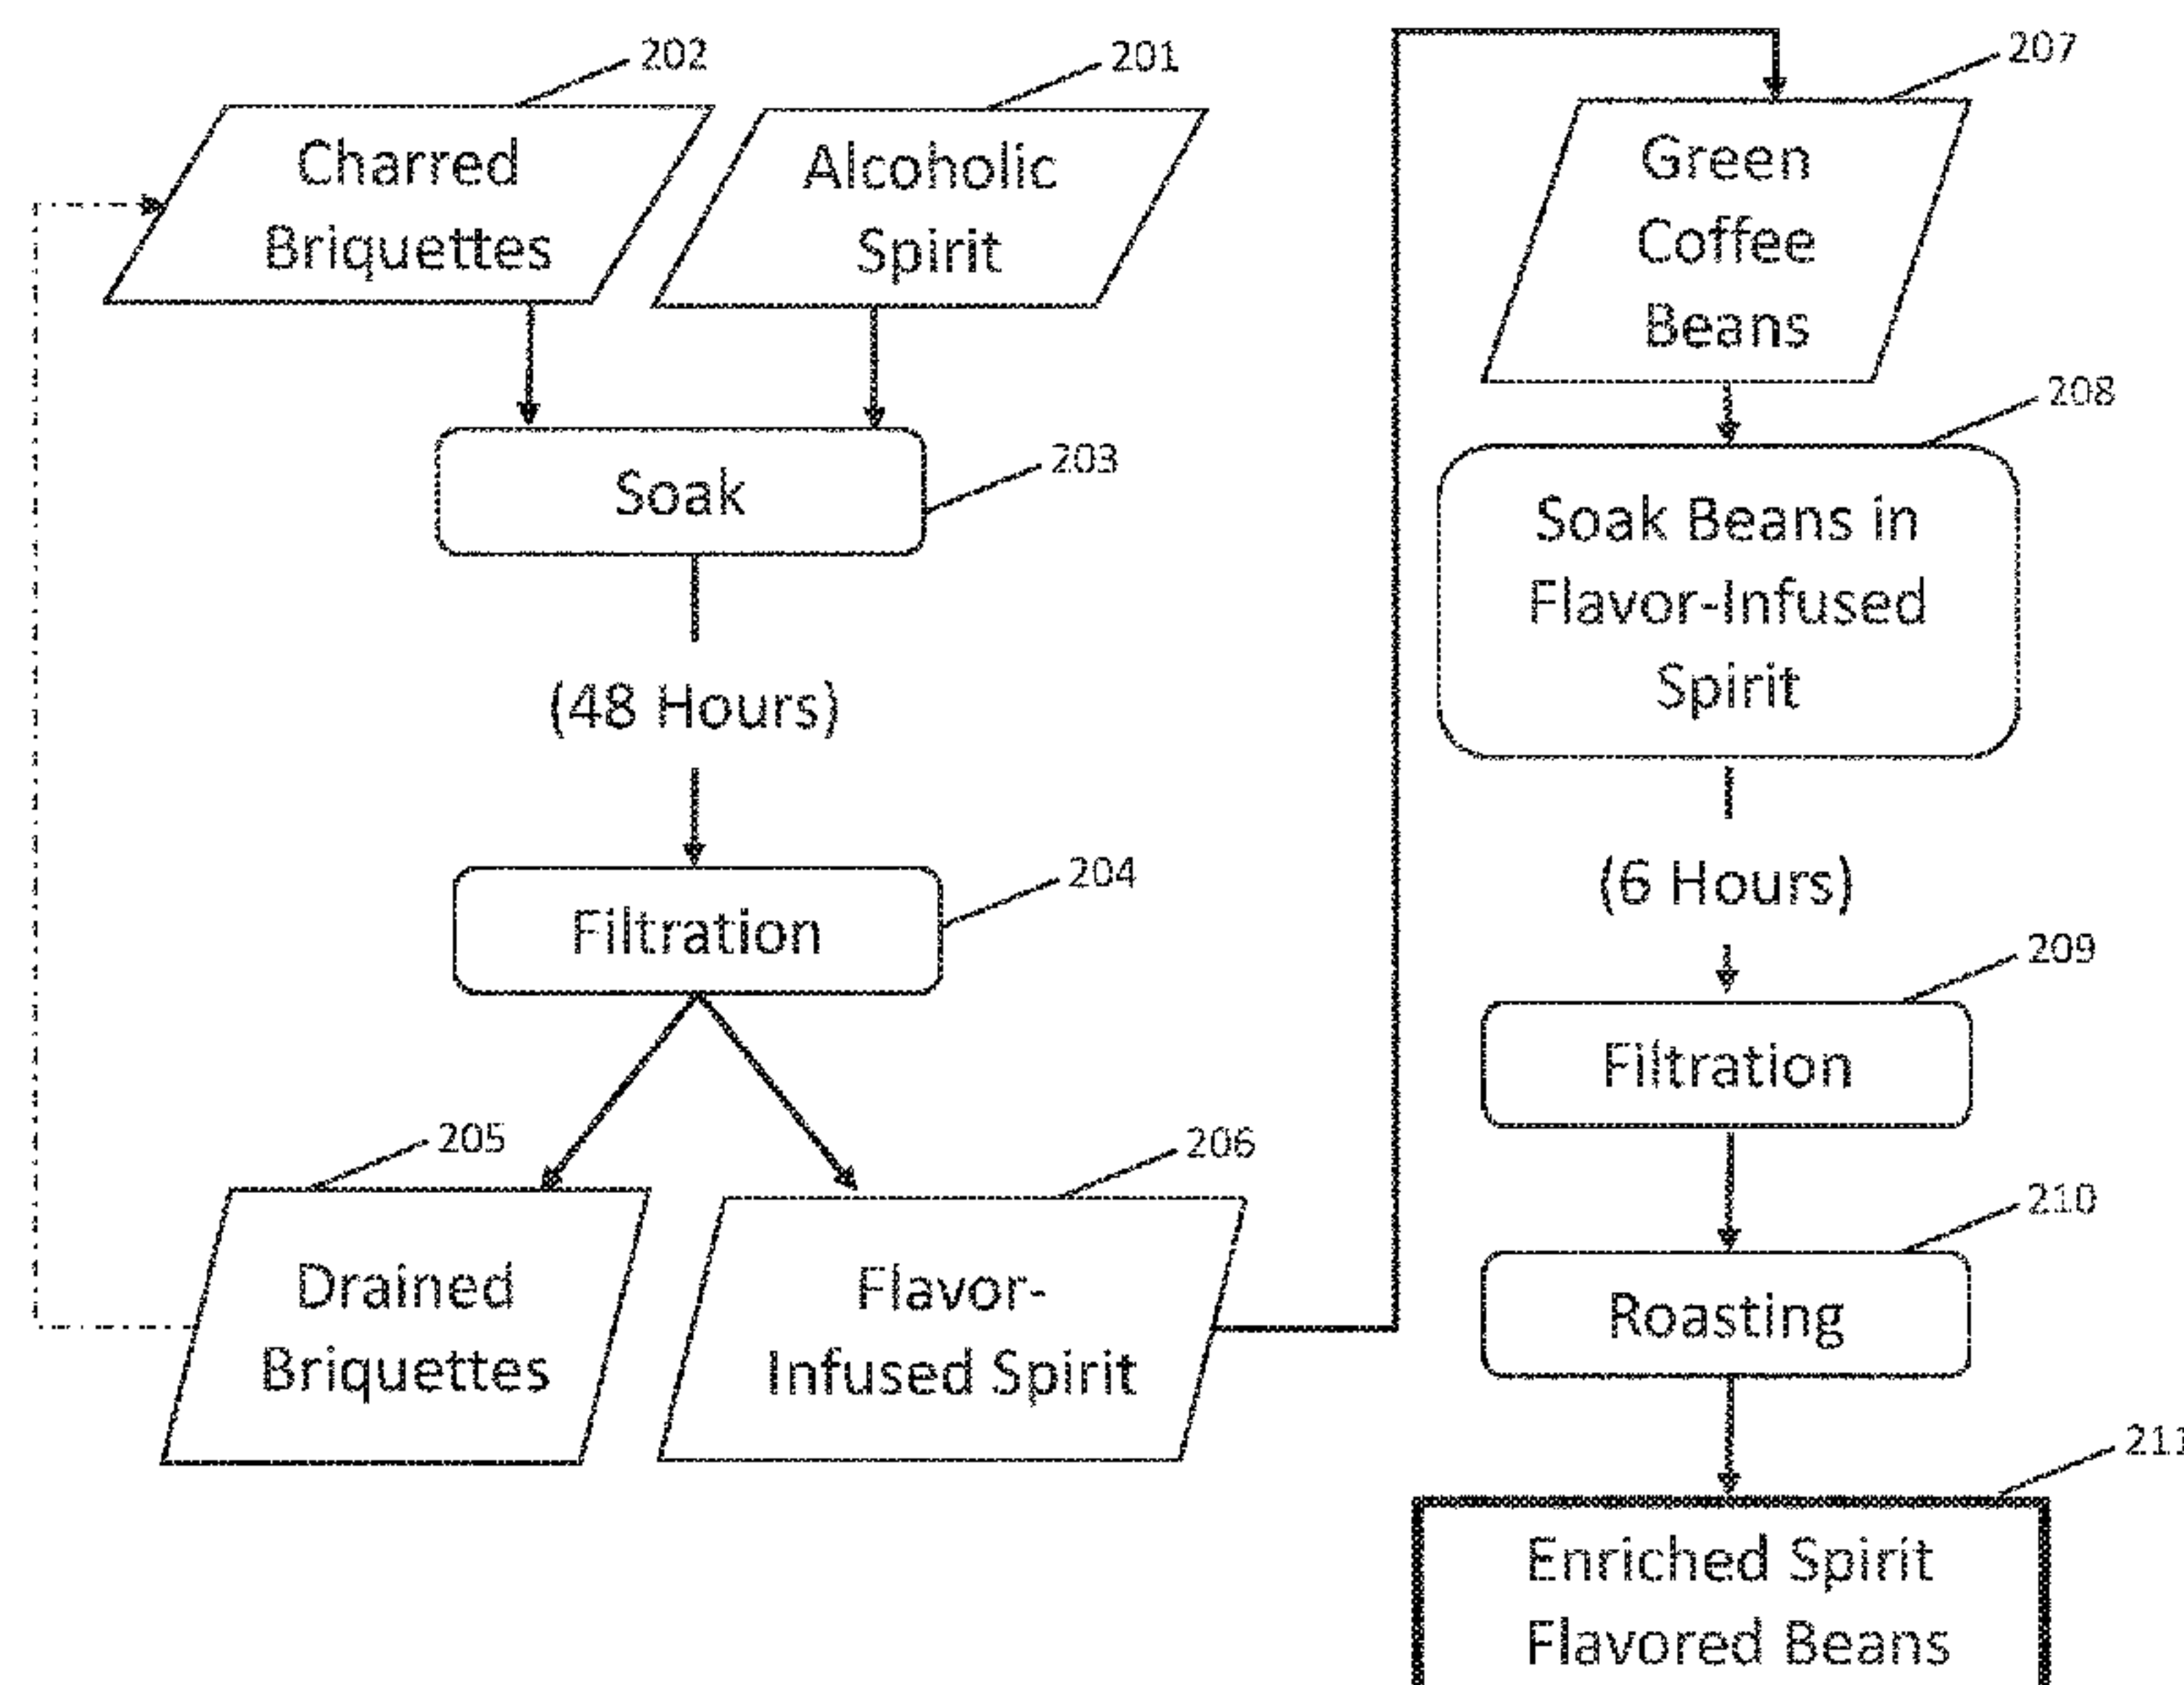 202
Charred
Briquettes
201
Alcoholic
Spirit
Soak
203
(48 Hours)
Filtration
204
205
Drained
Briquettes
206
Flavor-
Infused Spirit
207
Green
Coffee
Beans
208
Soak Beans in
Flavor-Infused
Spirit
(6 Hours)
209
Filtration
210
Roasting
211
Enriched Spirit
Flavored Beans